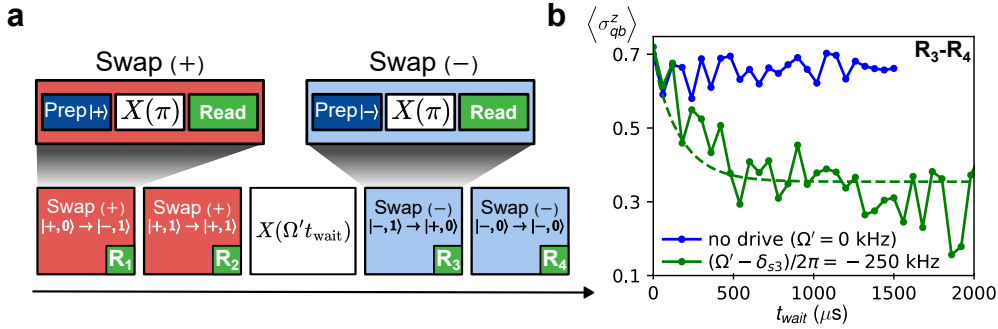 a
Swap (+)
Prep|+⟩ X(π) Read
Swap (−)
Prep|−⟩ X(π) Read
Swap (+)
|+,0⟩→|−,1⟩
R₁
Swap (+)
|+,1⟩→|+,1⟩
R₂
X(Ω′t_wait)
Swap (−)
|−,1⟩→|+,0⟩
R₃
Swap (−)
|−,0⟩→|−,0⟩
R₄
b
⟨σ^z_qb⟩
R₃-R₄
0.7
0.5
0.3
0.1
no drive (Ω′ = 0 kHz)
(Ω′ − δ_s3)/2π = −250 kHz
0 500 1000 1500 2000
t_wait (μs)